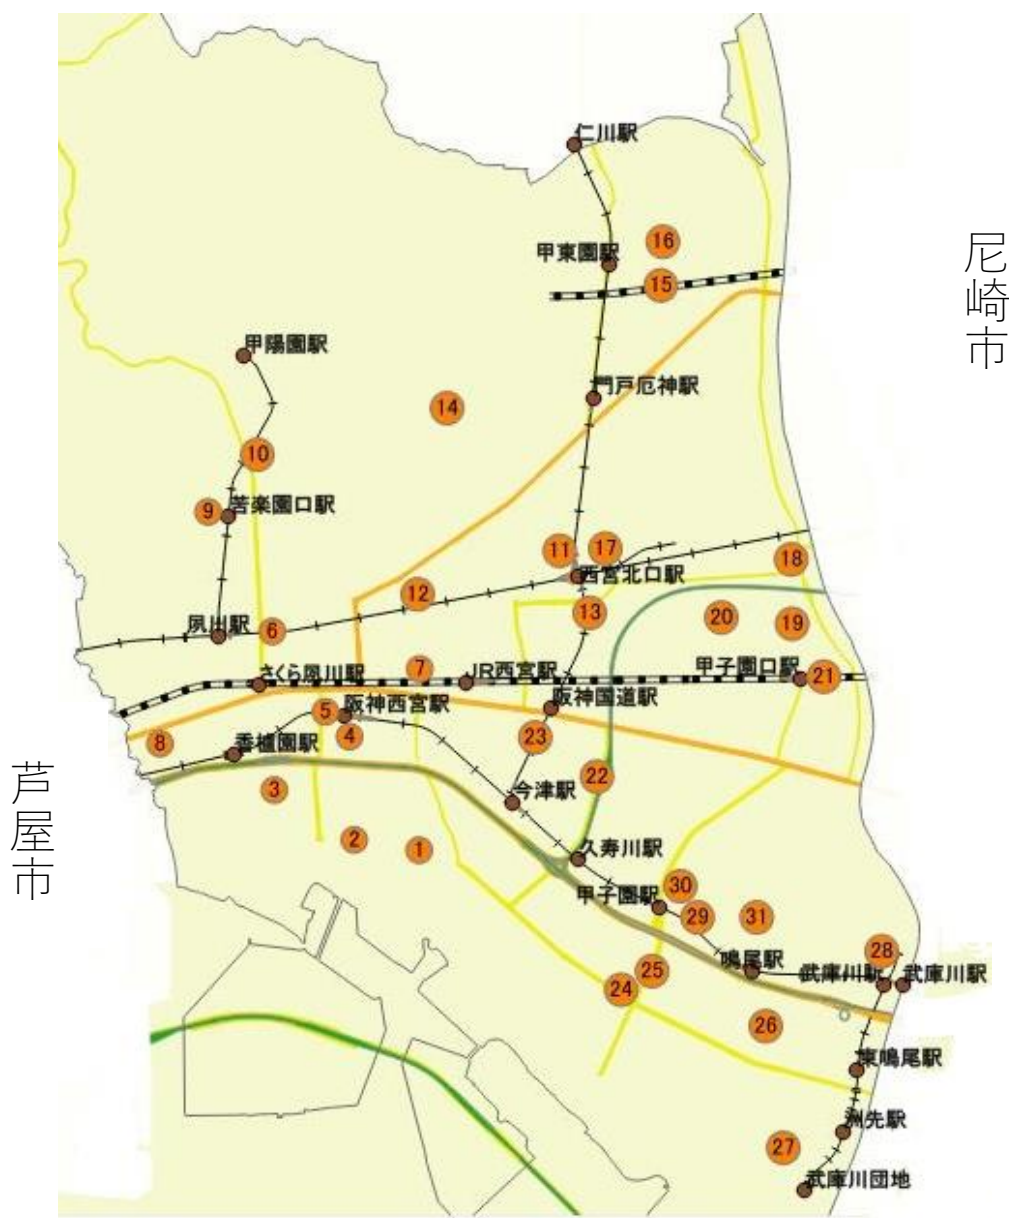 仁川駅
16
尼崎市
甲東園駅
15
甲陽園駅
門戸厄神駅
14
10
9
苦楽園口駅
11
17
18
西宮北口駅
12
13
20
19
夙川駅
6
さくら夙川駅
7
JR西宮駅
甲子園口駅
21
5
阪神西宮駅
阪神国道駅
8
香櫨園駅
4
23
3
22
芦屋市
今津駅
2
1
久寿川駅
甲子園駅
30
29
31
24
25
鳴尾駅
28
武庫川駅
武庫川駅
26
東鳴尾駅
洲先駅
27
武庫川団地